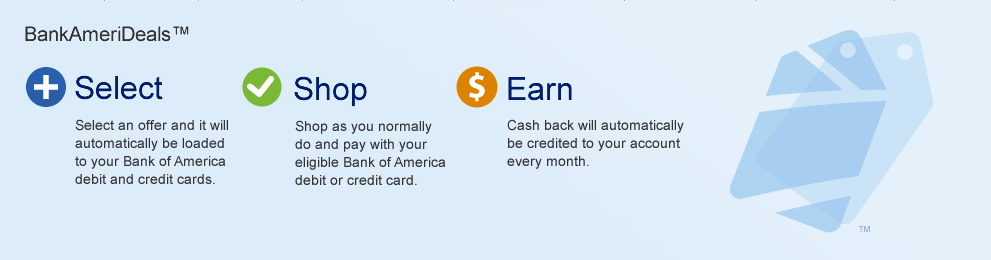 BankAmeriDeals™
Select
Select an offer and it will
automatically be loaded
to your Bank of America
debit and credit cards.
Shop
Shop as you normally
do and pay with your
eligible Bank of America
debit or credit card.
$ Earn
Cash back will automatically
be credited to your account
every month.
TM